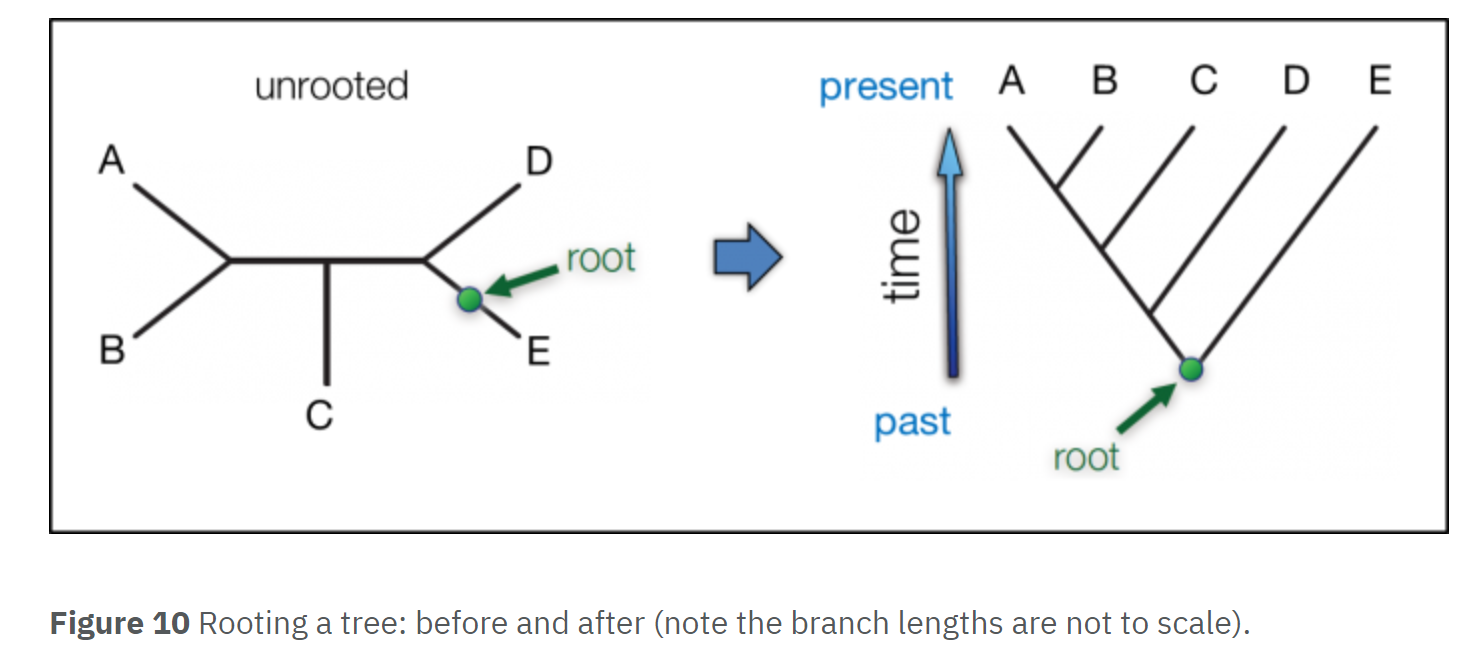 unrooted
A
D
root
B
E
C
present
A B C D E
time
past
root
Figure 10 Rooting a tree: before and after (note the branch lengths are not to scale).